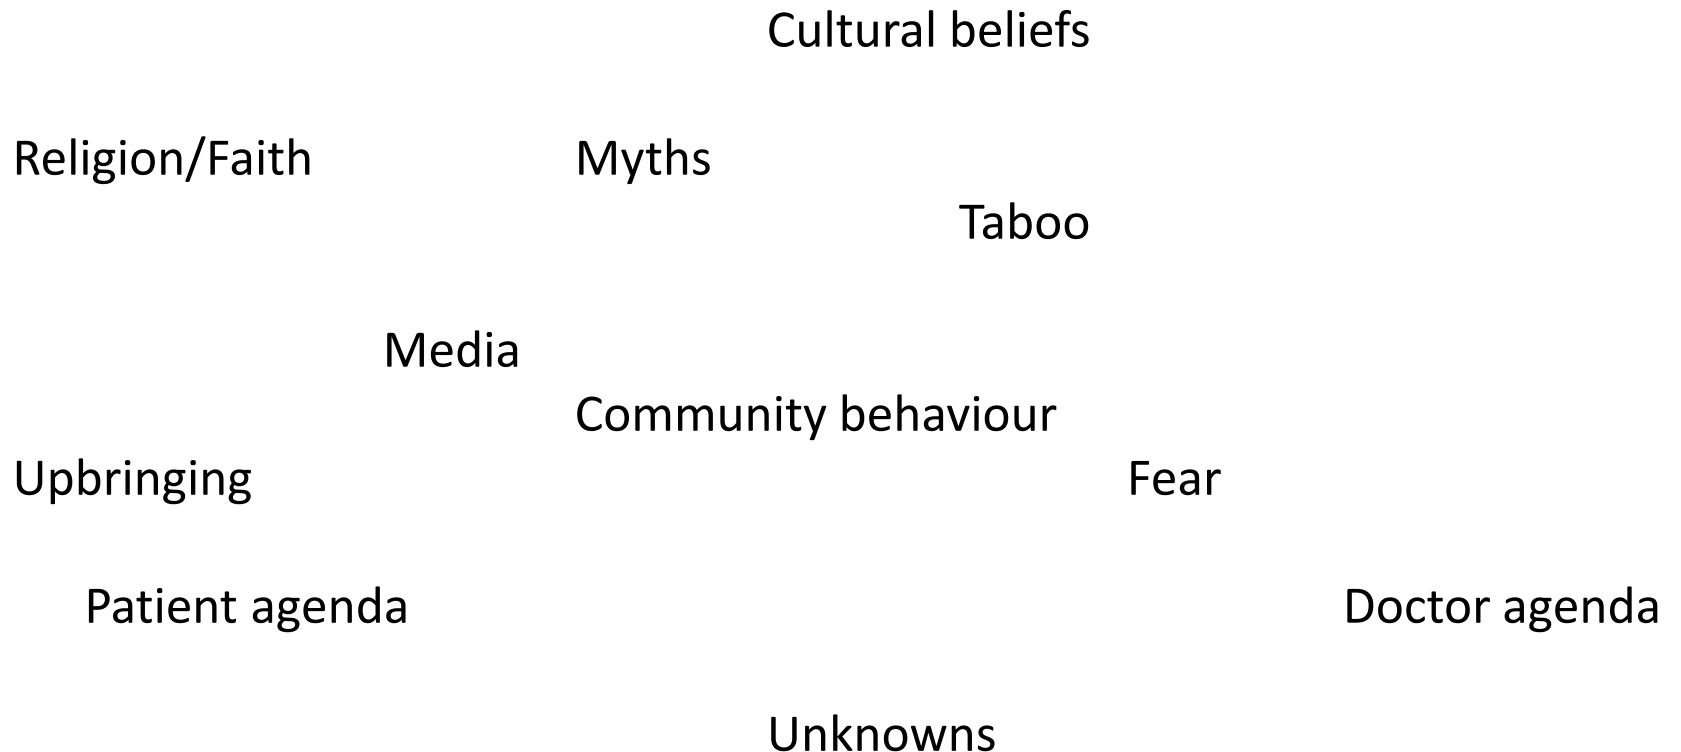 Cultural beliefs
Religion/Faith Myths
Taboo
Media
Community behaviour
Upbringing Fear
Patient agenda Doctor agenda
Unknowns